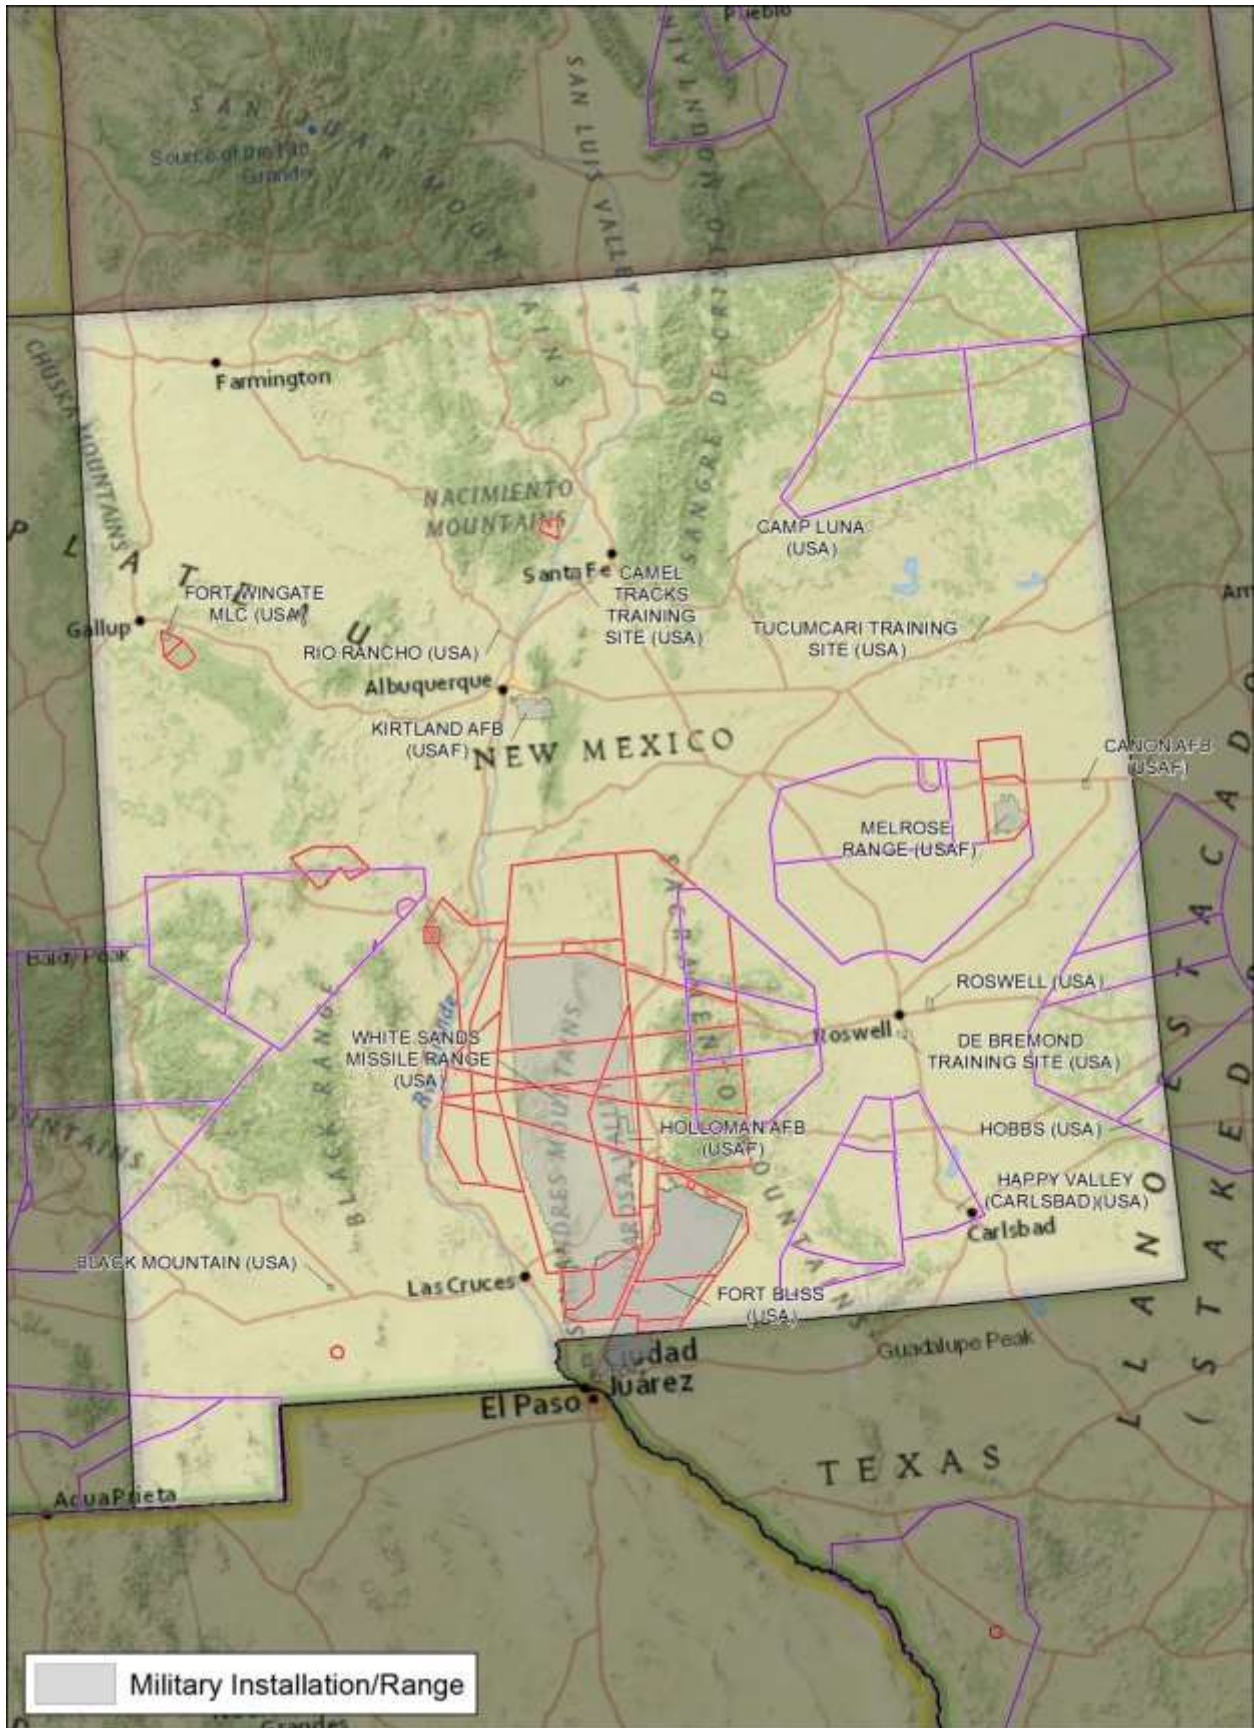 Pueblo
SAN LUIS VALLEY
SAN JUAN MOUNTAINS
Source of the Rio
Grande
SANGRE DE CRISTO MOUNTAIN
CHUSKA MOUNTAINS
Farmington
NACIMIENTO
MOUNTAINS
CAMP LUNA
(USA)
Santa Fe
CAMEL
TRACKS
TRAINING
SITE (USA)
PLATEAU
FORT WINGATE
MLC (USA)
Gallup
RIO RANCHO (USA)
TUCUMCARI TRAINING
SITE (USA)
Albuquerque
KIRTLAND AFB
(USAF)
NEW MEXICO
CANON AFB
(USAF)
MELROSE
RANGE (USAF)
Baldy Peak
BLACK RANGE
WHITE SANDS
MISSILE RANGE
(USA)
ANDRES MOUNTAINS
SACRAMENTO MOUNTAINS
ROSWELL (USA)
Roswell
DE BREMOND
TRAINING SITE (USA)
HOLLOMAN AFB
(USAF)
HOBBS (USA)
HAPPY VALLEY
(CARLSBAD)(USA)
Carlsbad
OUNTAINS
BLACK MOUNTAIN (USA)
Las Cruces
FORT BLISS
(USA)
LLANO ESTACADO
(STAKED
Guadalupe Peak
Ciudad
Juárez
El Paso
TEXAS
Agua Prieta
Military Installation/Range
Grandes